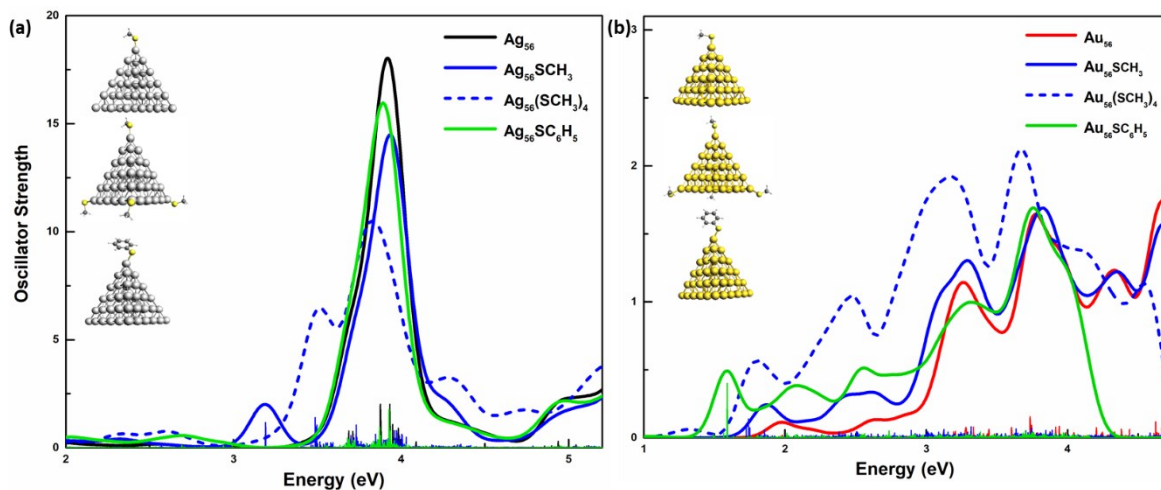 (a)
20
15
10
5
0
Oscillator Strength
Ag₅₆
Ag₅₆SCH₃
Ag₅₆(SCH₃)₄
Ag₅₆SC₆H₅
2 3 4 5
Energy (eV)
(b)
3
2
1
0
Au₅₆
Au₅₆SCH₃
Au₅₆(SCH₃)₄
Au₅₆SC₆H₅
1 2 3 4
Energy (eV)